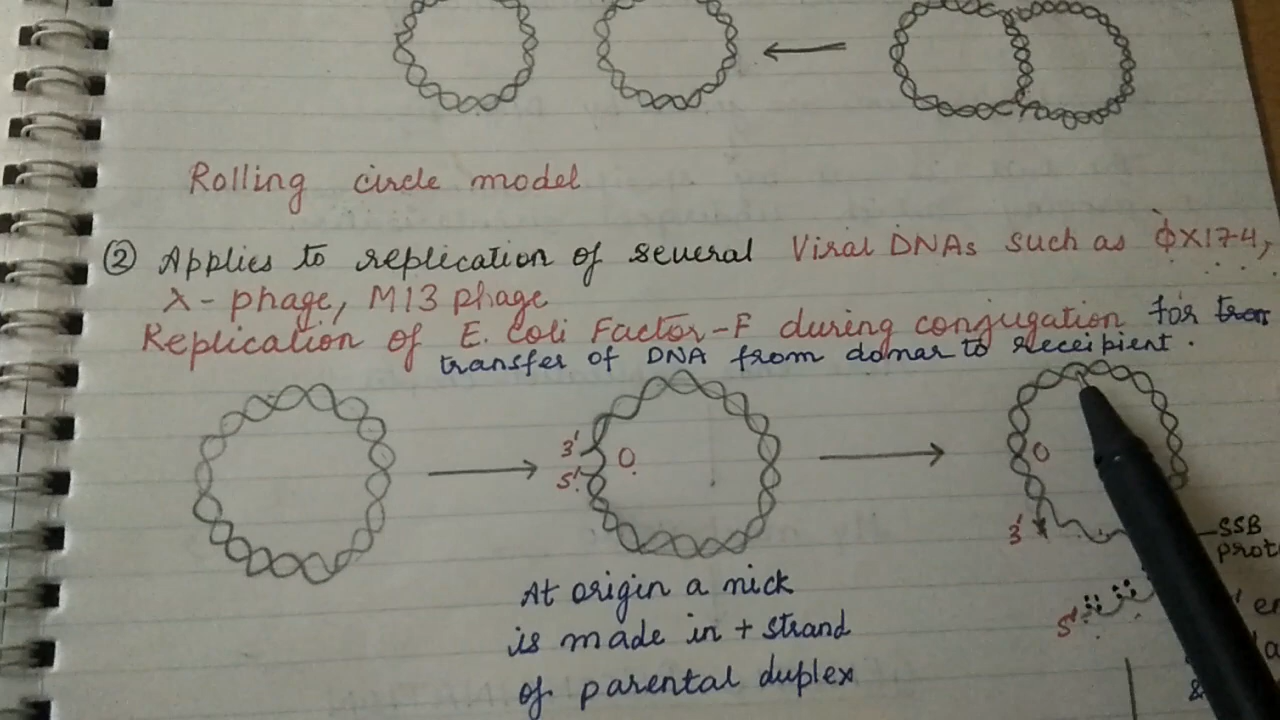 Rolling circle model
② Applies to replication of several Viral DNAs such as ϕX174,
λ - phage, M13 phage
Replication of E. Coli Factor-F during conjugation for
transfer of DNA from donar to receipient.
3'
5'
O
O
3'
SSB
5'
At origin a nick
is made in + strand
of parental duplex
&